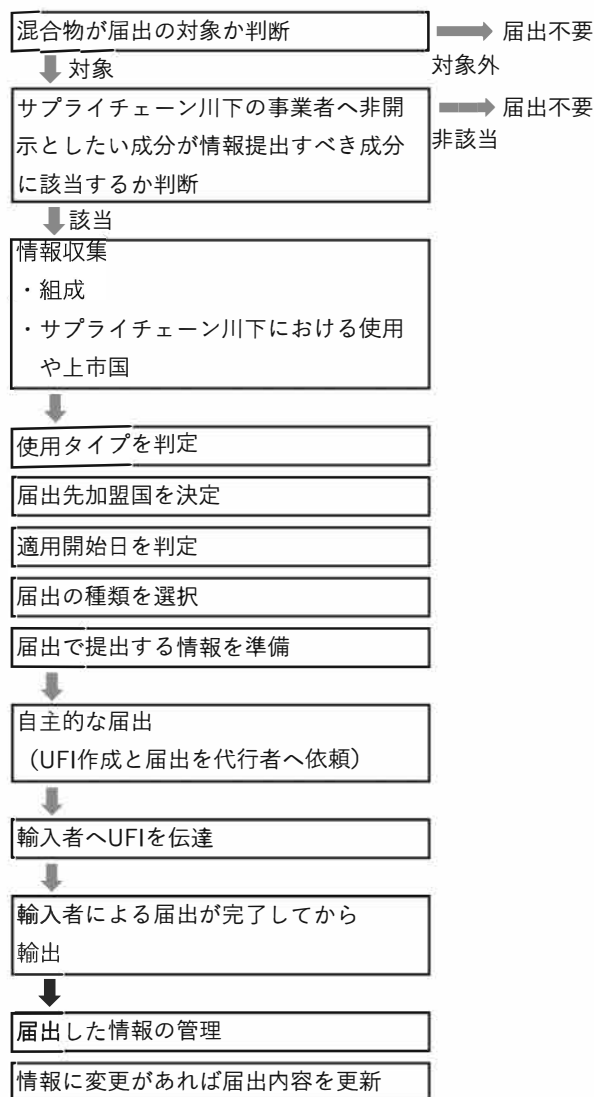 混合物が届出の対象か判断
届出不要
対象
対象外
サプライチェーン川下の事業者へ非開
示としたい成分が情報提出すべき成分
に該当するか判断
届出不要
非該当
該当
情報収集
・組成
・サプライチェーン川下における使用
や上市国
使用タイプを判定
届出先加盟国を決定
適用開始日を判定
届出の種類を選択
届出で提出する情報を準備
自主的な届出
（UFI作成と届出を代行者へ依頼）
輸入者へUFIを伝達
輸入者による届出が完了してから
輸出
届出した情報の管理
情報に変更があれば届出内容を更新